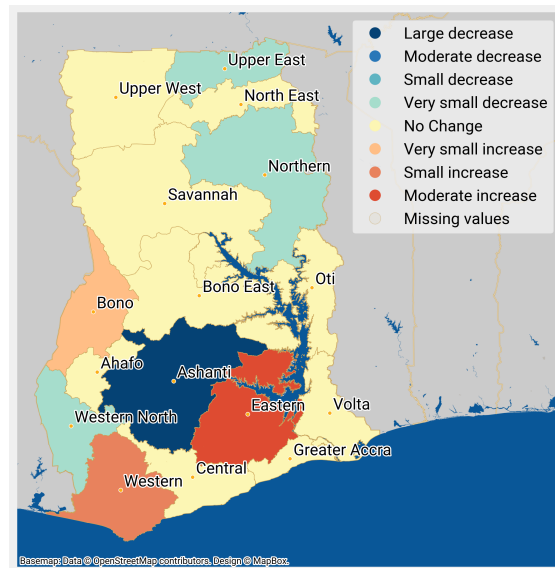 Large decrease
Moderate decrease
Small decrease
Very small decrease
No Change
Very small increase
Small increase
Moderate increase
Missing values
Upper East
Upper West
North East
Northern
Savannah
Oti
Bono East
Bono
Ahafo
Ashanti
Eastern
Volta
Western North
Greater Accra
Central
Western
Basemap: Data © OpenStreetMap contributors. Design © MapBox.